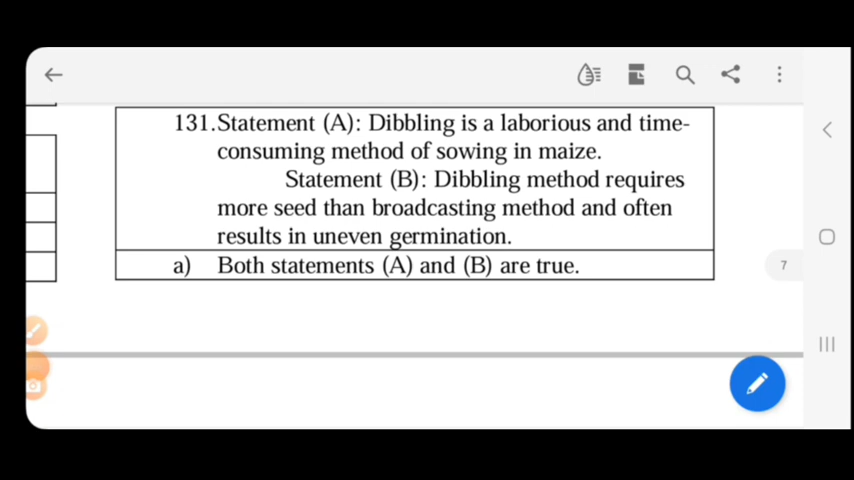 131.Statement (A): Dibbling is a laborious and time-
consuming method of sowing in maize.
Statement (B): Dibbling method requires
more seed than broadcasting method and often
results in uneven germination.
a) Both statements (A) and (B) are true.
7